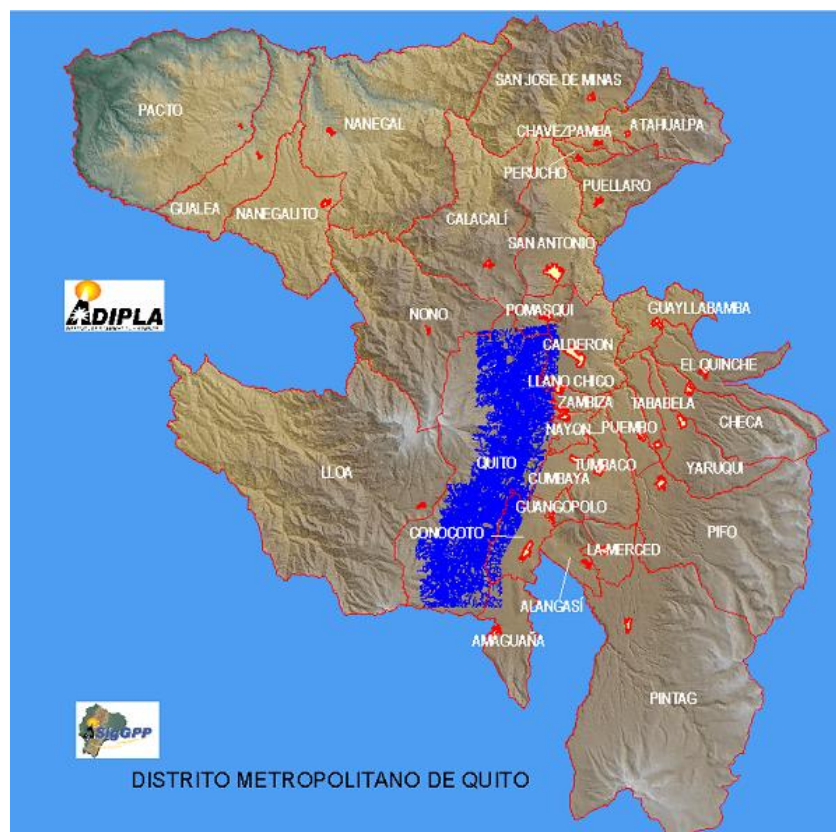 SAN JOSE DE MINAS
PACTO
NANEGAL
ATAHUALPA
CHAVEZPAMBA
PERUCHO
PUELLARO
GUALEA
NANEGALITO
CALACALÍ
SAN ANTONIO
ADIPLA
NONO
POMASQUI
GUAYLLABAMBA
CALDERON
EL QUINCHE
LLANO CHICO
ZAMBIZA
TABABELA
CHECA
NAYON
PUEMBO
LLOA
QUITO
TUMBACO
YARUQUI
CUMBAYA
GUANGOPOLO
CONOCOTO
PIFO
LA MERCED
ALANGASÍ
AMAGUAÑA
PINTAG
SigGPP
DISTRITO METROPOLITANO DE QUITO